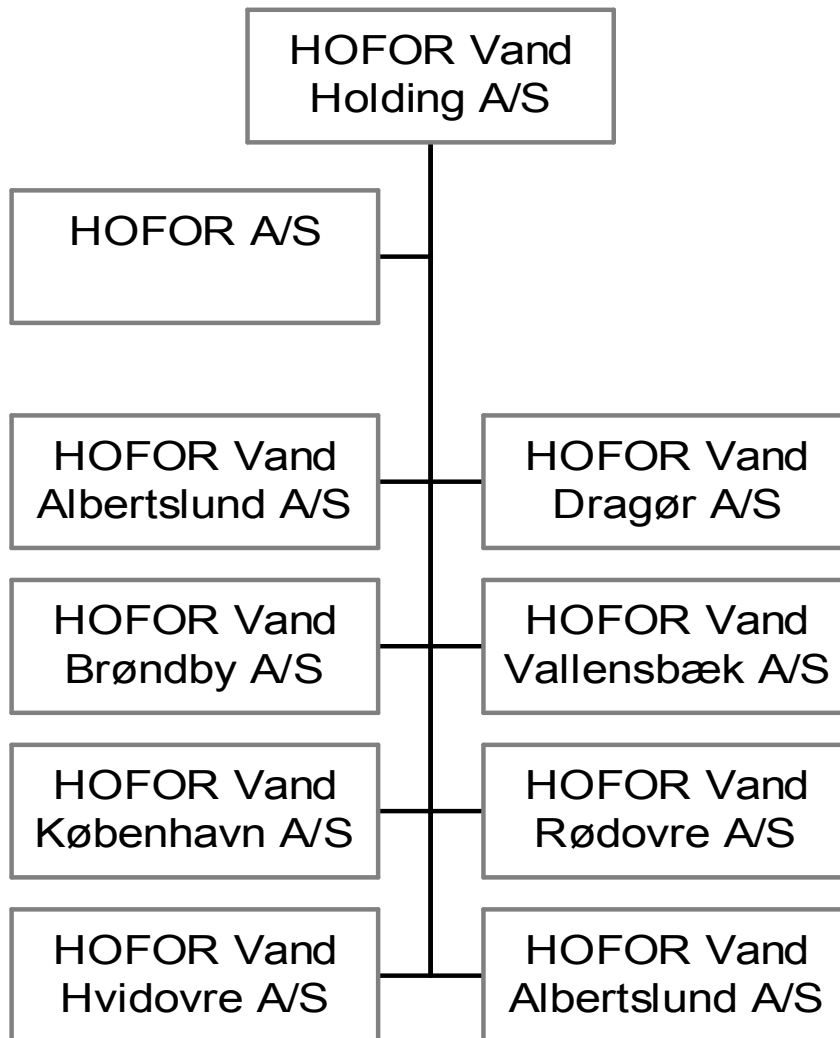 HOFOR Vand
Holding A/S
HOFOR A/S
HOFOR Vand
Albertslund A/S
HOFOR Vand
Dragør A/S
HOFOR Vand
Brøndby A/S
HOFOR Vand
Vallensbæk A/S
HOFOR Vand
København A/S
HOFOR Vand
Rødovre A/S
HOFOR Vand
Hvidovre A/S
HOFOR Vand
Albertslund A/S